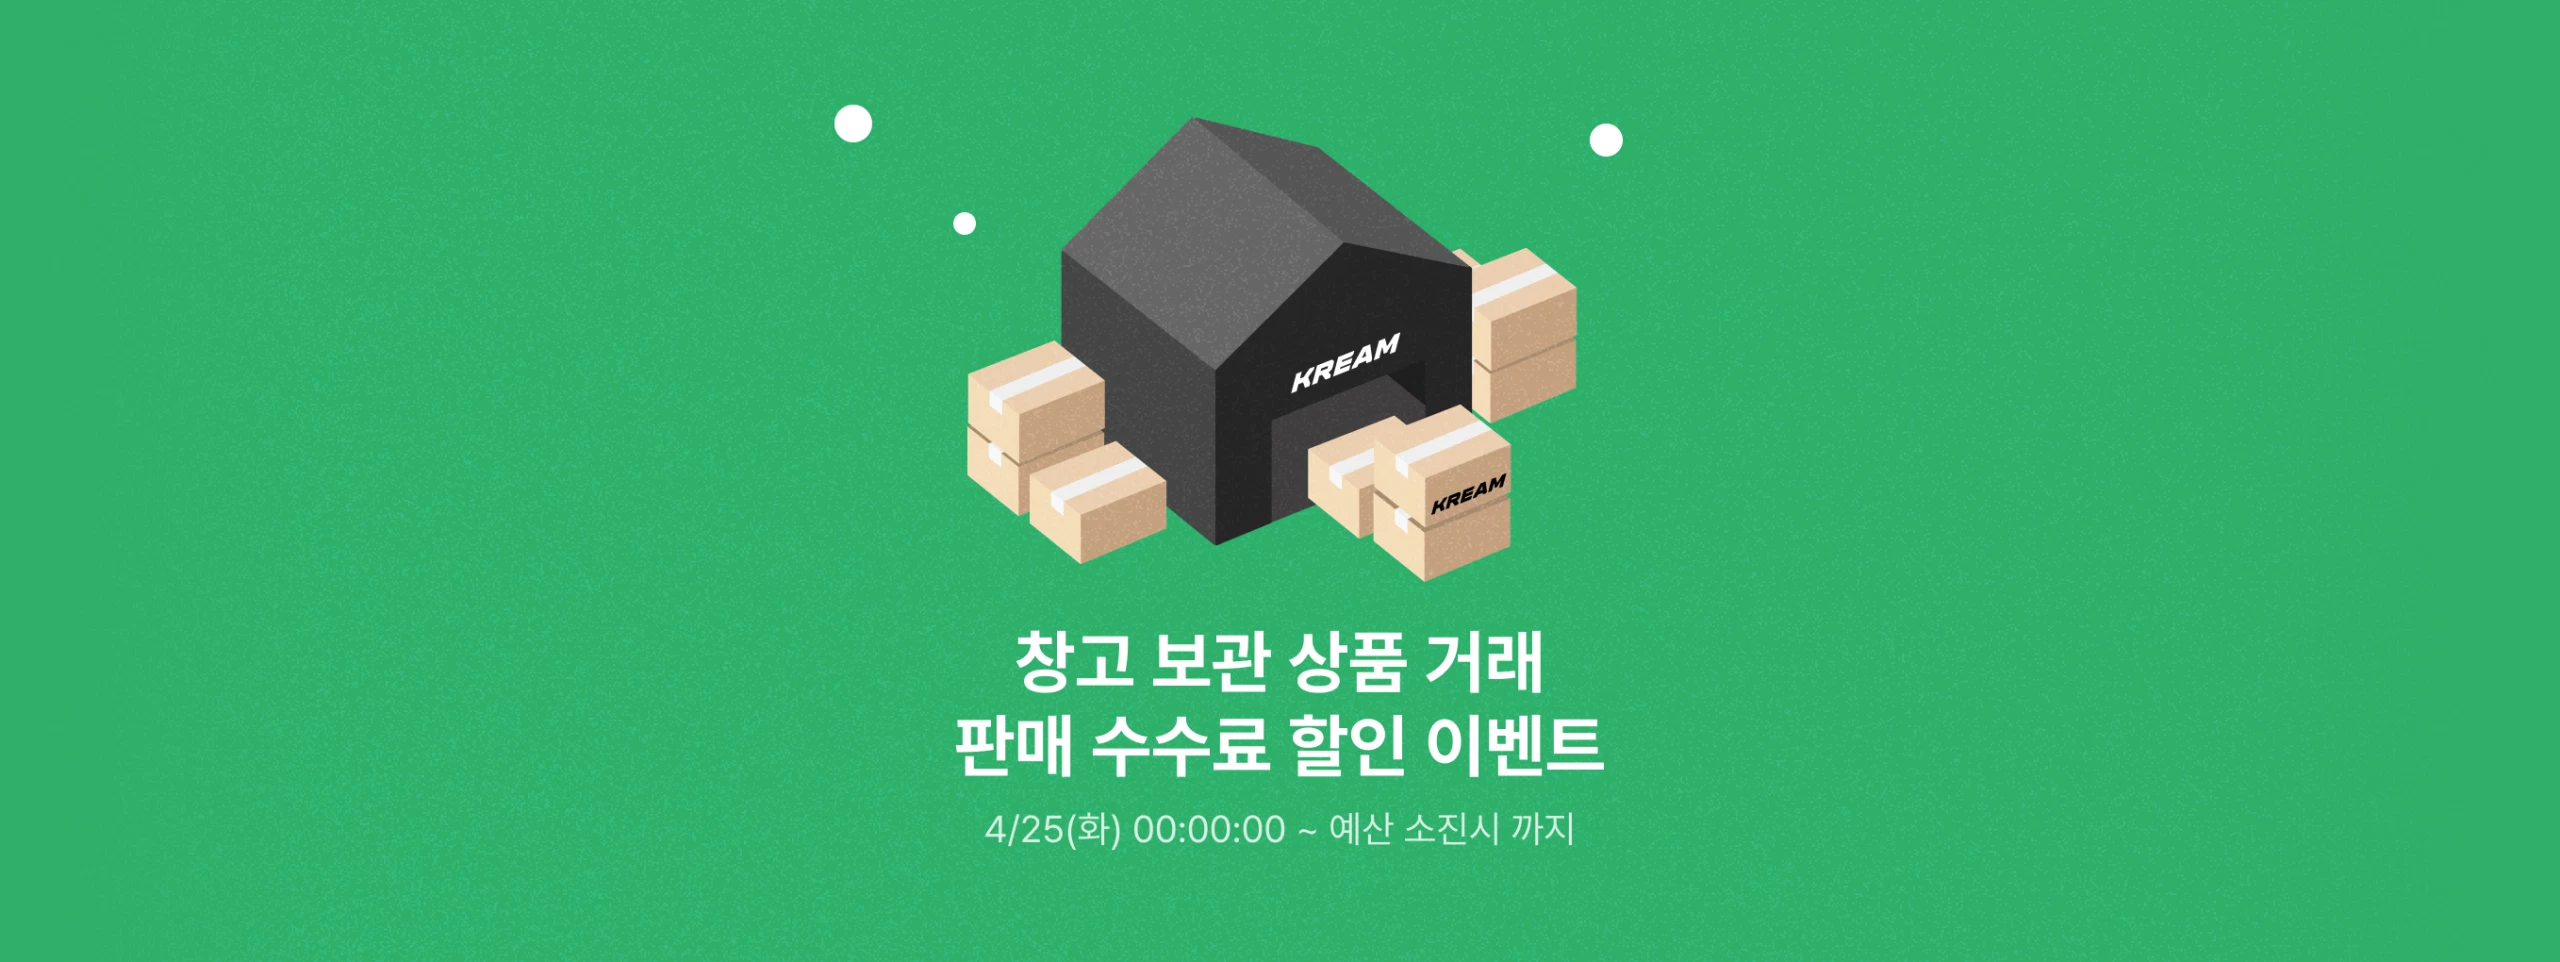 KREAM
KREAM
창고 보관 상품 거래
판매 수수료 할인 이벤트
4/25(화) 00:00:00 ~ 예산 소진시 까지